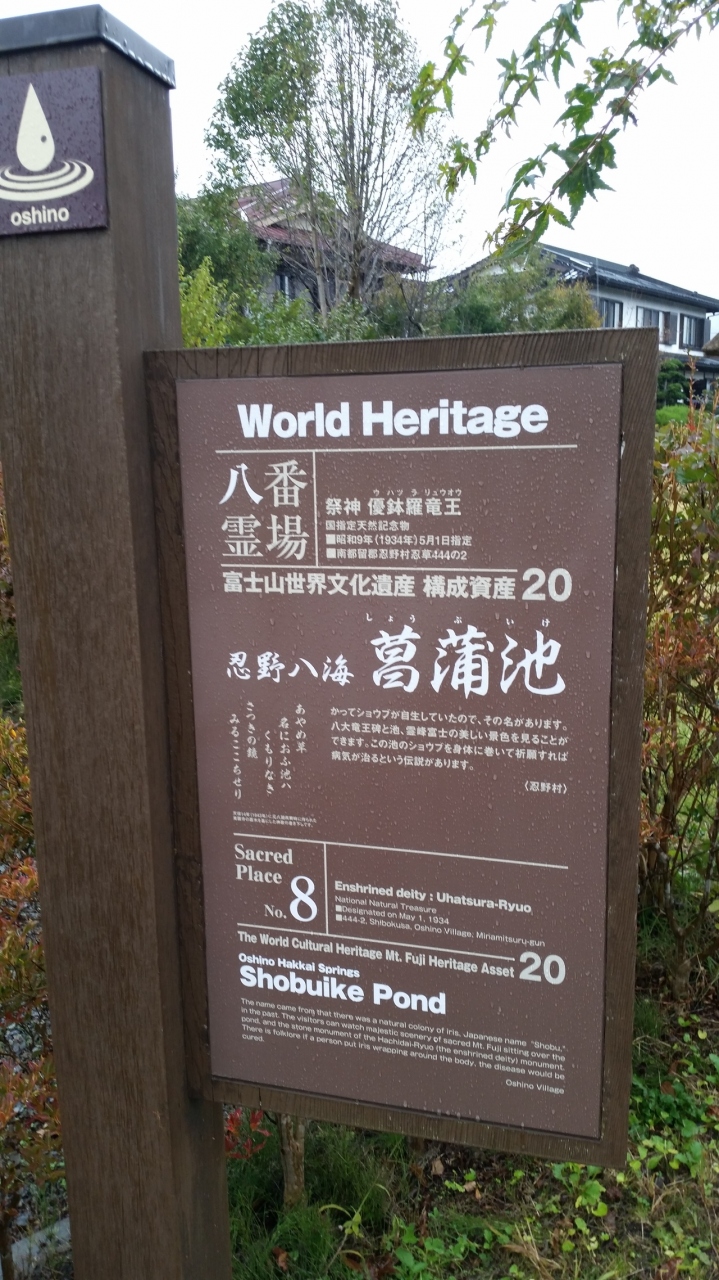 oshino
World Heritage
八番
霊場
ウハツラリュウオウ
祭神 優鉢羅竜王
国指定天然記念物
■昭和9年(1934年)5月1日指定
■南都留郡忍野村忍草444の2
富士山世界文化遺産 構成資産20
しょうぶいけ
忍野八海 菖蒲池
あやめ草
名におふ池ハ
くもりなき
さつきの鏡
みるここちせり
かつてショウブが自生していたので、その名があります。
八大竜王碑と池、霊峰富士の美しい景色を見ることが
できます。この池のショウブを身体に巻いて祈願すれば
病気が治るという伝説があります。
〈忍野村〉
Sacred
Place
No. 8
Enshrined deity : Uhatsura-Ryuo
National Natural Treasure
■Designated on May 1, 1934
■444-2, Shibokusa, Oshino Village, Minamitsuru-gun
The World Cultural Heritage Mt. Fuji Heritage Asset 20
Oshino Hakkai Springs
Shobuike Pond
The name came from that there was a natural colony of iris, Japanese name "Shobu,"
in the past. The visitors can watch majestic scenery of sacred Mt. Fuji sitting over the
pond, and the stone monument of the Hachidai-Ryuo (the enshrined deity) monument.
There is folklore if a person put iris wrapping around the body, the disease would be
cured.
Oshino Village